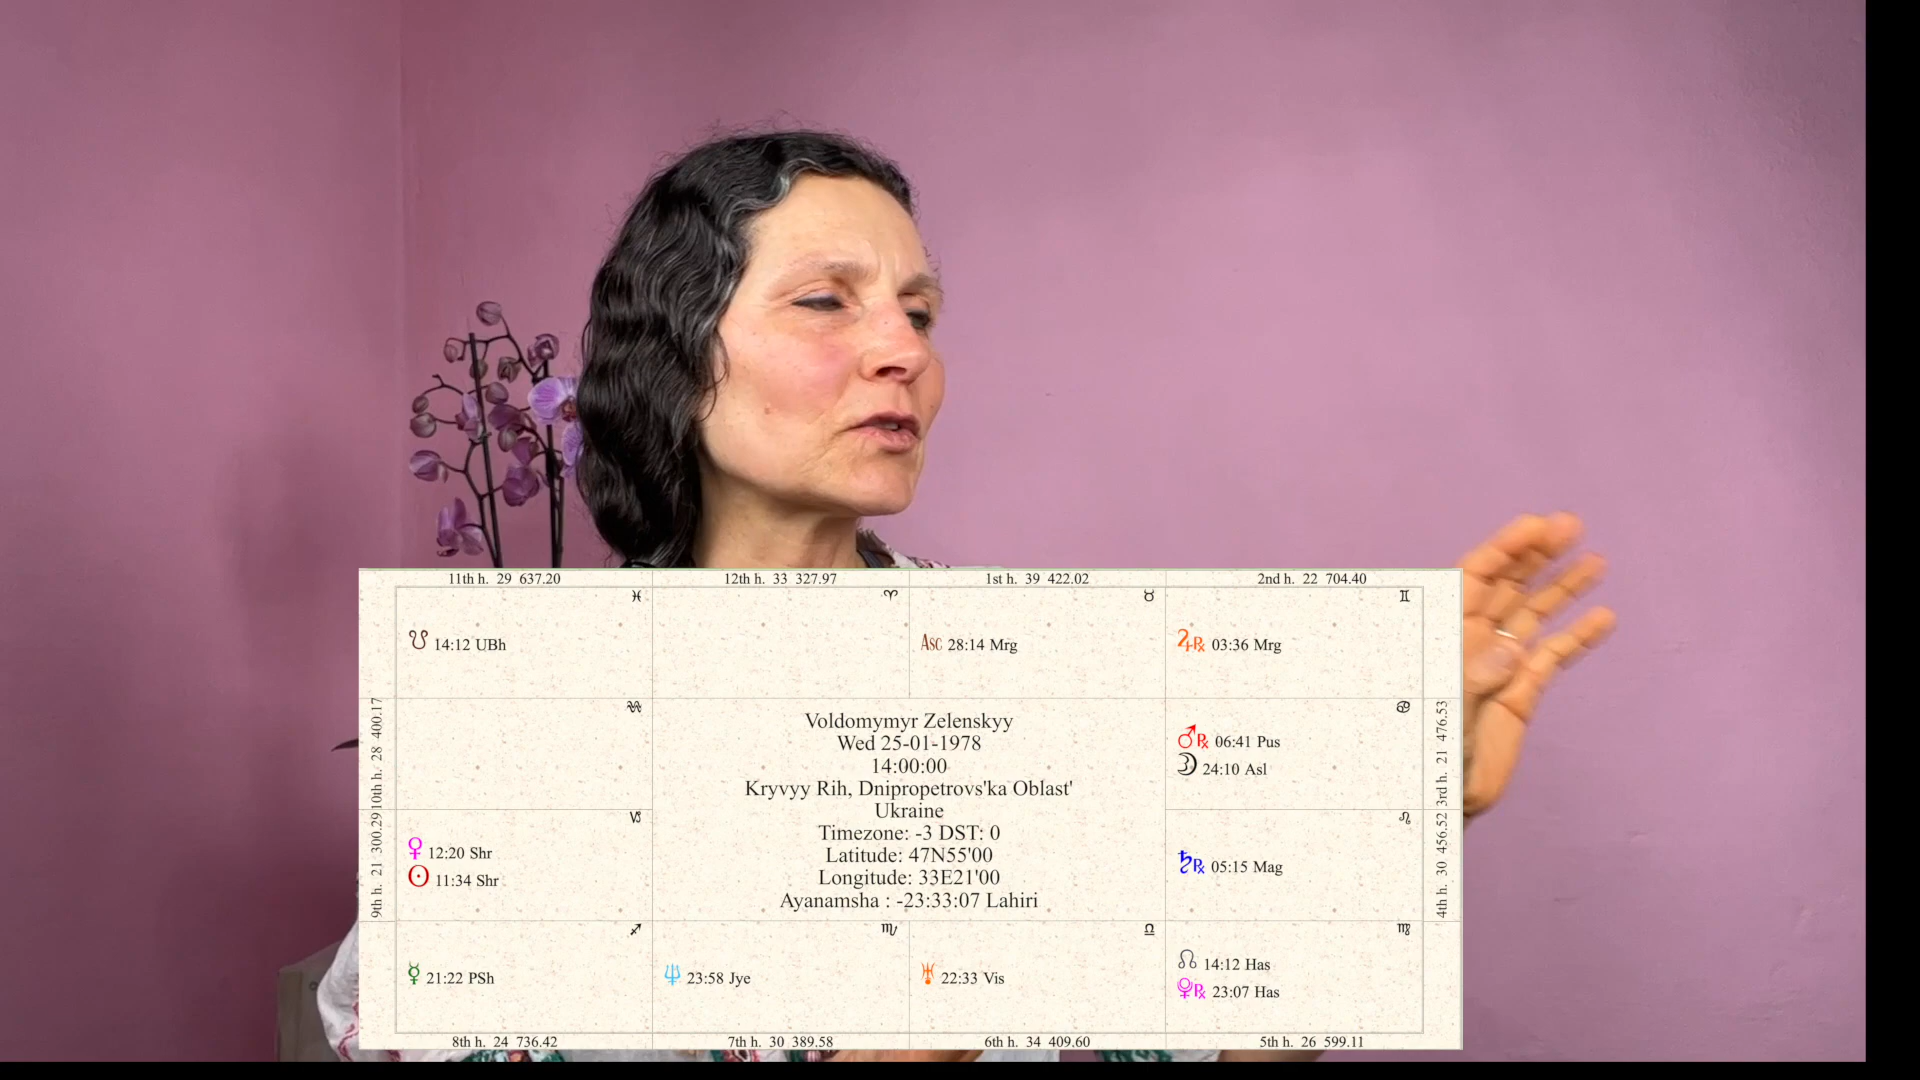 11th h. 29 637.20
12th h. 33 327.97
1st h. 39 422.02
2nd h. 22 704.40
♓
♈
♉
♊
☋ 14:12 UBh
Asc 28:14 Mrg
♃℞ 03:36 Mrg
10th h. 28 400.17
♒
♋
3rd h. 21 476.53
Voldomymyr Zelenskyy
Wed 25-01-1978
14:00:00
Kryvyy Rih, Dnipropetrovs'ka Oblast'
Ukraine
Timezone: -3 DST: 0
Latitude: 47N55'00
Longitude: 33E21'00
Ayanamsha : -23:33:07 Lahiri
♂℞ 06:41 Pus
☽ 24:10 Asl
9th h. 21 300.29
♑
♌
4th h. 30 456.52
♀ 12:20 Shr
☉ 11:34 Shr
♄℞ 05:15 Mag
♐
♏
♎
♍
☿ 21:22 PSh
♆ 23:58 Jye
♅ 22:33 Vis
☊ 14:12 Has
♇℞ 23:07 Has
8th h. 24 736.42
7th h. 30 389.58
6th h. 34 409.60
5th h. 26 599.11